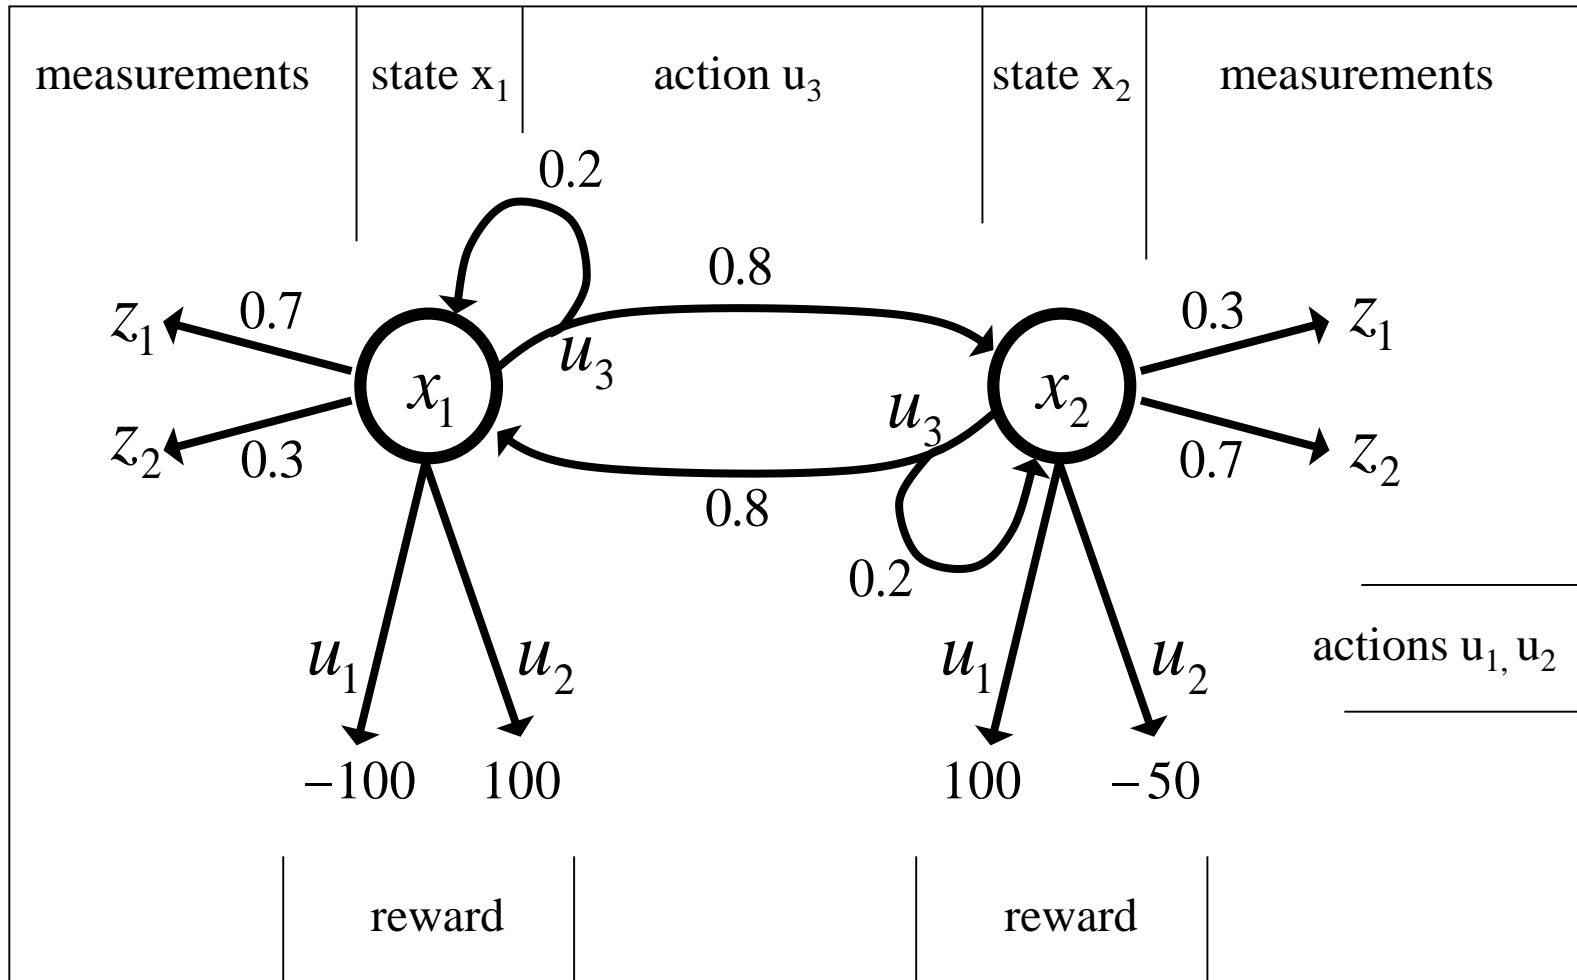 measurements state x₁ action u₃ state x₂ measurements
0.2
0.8
z₁ 0.7 0.3 z₁
u₃
x₁ u₃ x₂
z₂ 0.3 0.7 z₂
0.8
0.2
u₁ u₂ u₁ u₂ actions u₁, u₂
−100 100 100 −50
reward reward